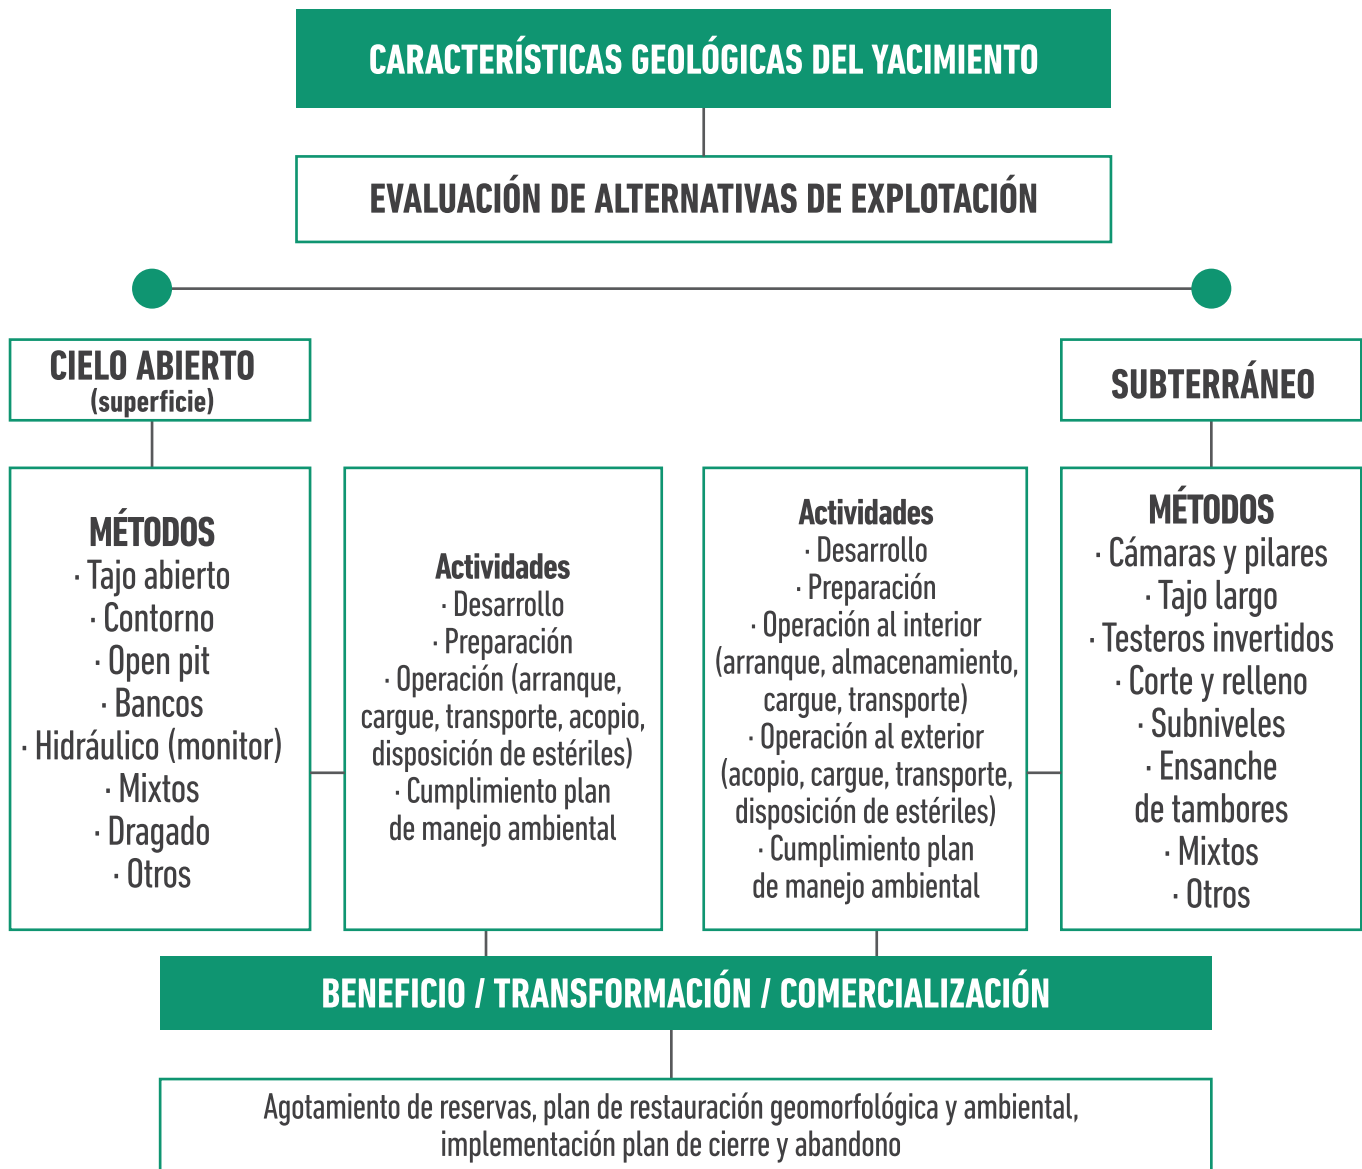 CARACTERÍSTICAS GEOLÓGICAS DEL YACIMIENTO
EVALUACIÓN DE ALTERNATIVAS DE EXPLOTACIÓN
CIELO ABIERTO
(superficie)
MÉTODOS
· Tajo abierto
· Contorno
· Open pit
· Bancos
· Hidráulico (monitor)
· Mixtos
· Dragado
· Otros
Actividades
· Desarrollo
· Preparación
· Operación (arranque,
cargue, transporte, acopio,
disposición de estériles)
· Cumplimiento plan
de manejo ambiental
Actividades
· Desarrollo
· Preparación
· Operación al interior
(arranque, almacenamiento,
cargue, transporte)
· Operación al exterior
(acopio, cargue, transporte,
disposición de estériles)
· Cumplimiento plan
de manejo ambiental
SUBTERRÁNEO
MÉTODOS
· Cámaras y pilares
· Tajo largo
· Testeros invertidos
· Corte y relleno
· Subniveles
· Ensanche
de tambores
· Mixtos
· Otros
BENEFICIO / TRANSFORMACIÓN / COMERCIALIZACIÓN
Agotamiento de reservas, plan de restauración geomorfológica y ambiental,
implementación plan de cierre y abandono